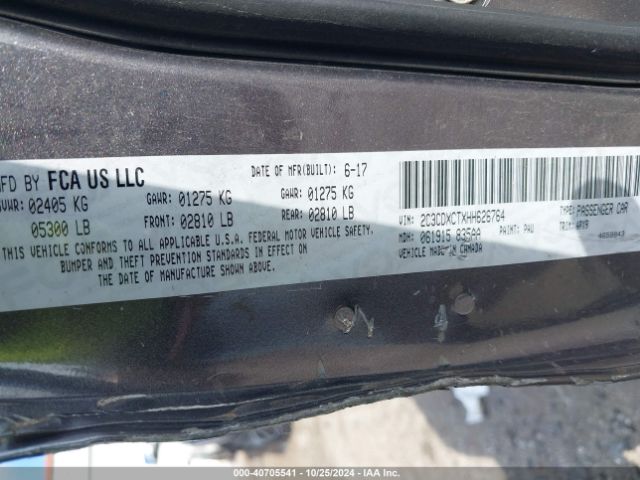 MFD BY FCA US LLC
DATE OF MFR(BUILT): 6-17
GVWR: 02405 KG
GAWR: 01275 KG
GAWR: 01275 KG
05300 LB
FRONT: 02810 LB
REAR: 02810 LB
THIS VEHICLE CONFORMS TO ALL APPLICABLE U.S.A. FEDERAL MOTOR VEHICLE SAFETY,
BUMPER AND THEFT PREVENTION STANDARDS IN EFFECT ON
THE DATE OF MANUFACTURE SHOWN ABOVE.
VIN: 2C3CDXCTXHH626764
TYPE: PASSENGER CAR
MDH: 061915 835AA
PAINT: PAU
TRIM:
VEHICLE MADE IN CANADA
000-40705541 - 10/25/2024 - IAA Inc.